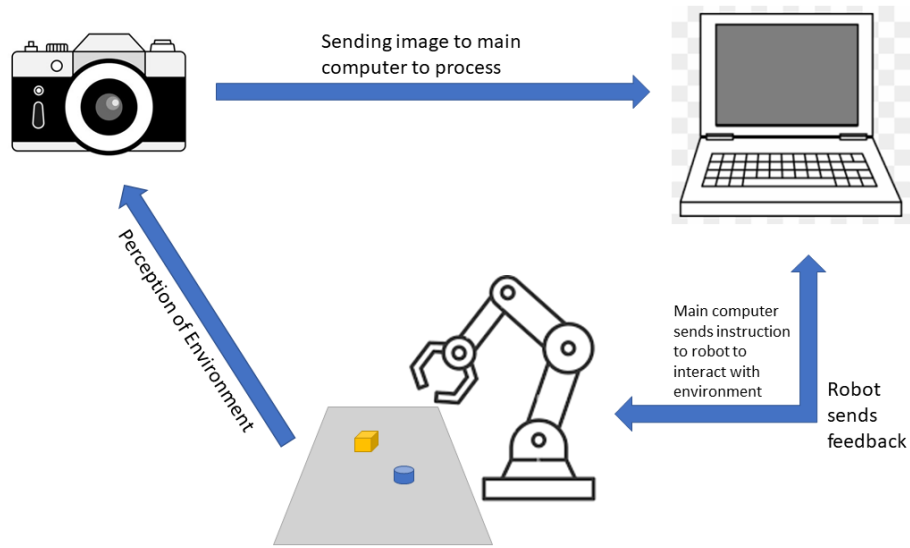 Sending image to main
computer to process
Perception of Environment
Main computer
sends instruction
to robot to
interact with
environment
Robot
sends
feedback